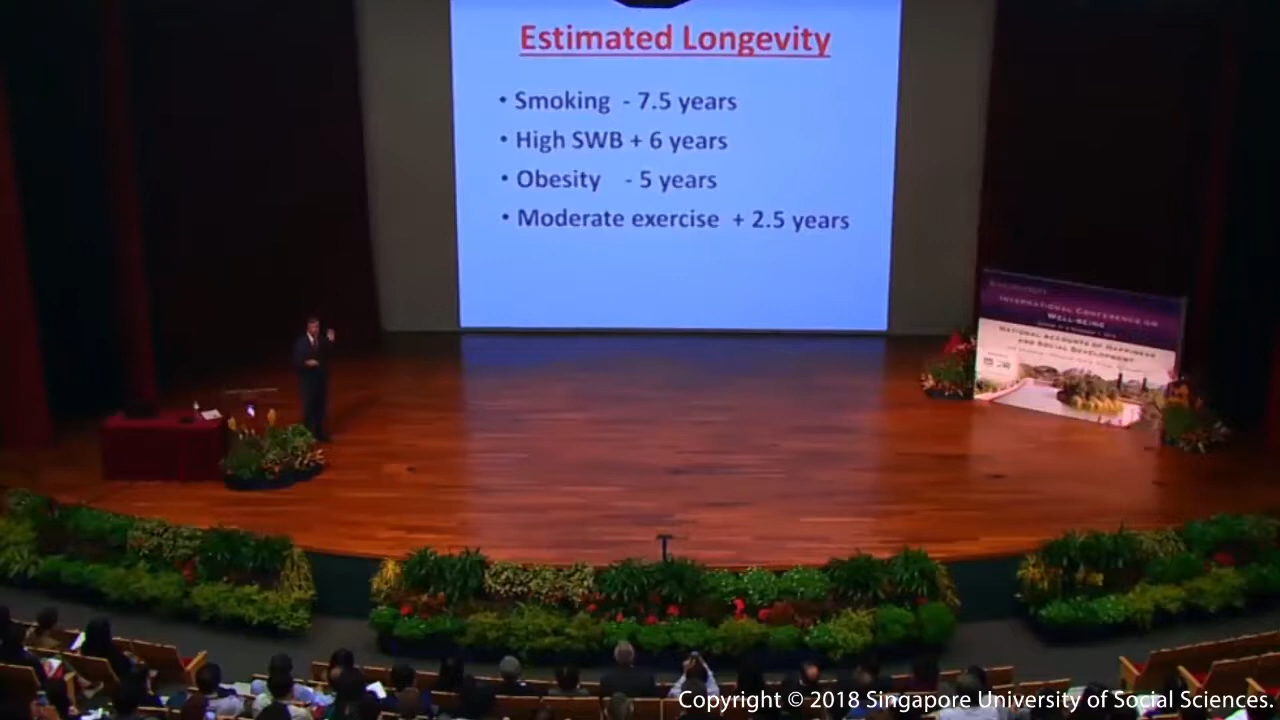 Estimated Longevity
• Smoking - 7.5 years
• High SWB + 6 years
• Obesity - 5 years
• Moderate exercise + 2.5 years
International Conference on
Well-Being
National Accounts of Happiness
and Social Development
Copyright © 2018 Singapore University of Social Sciences.